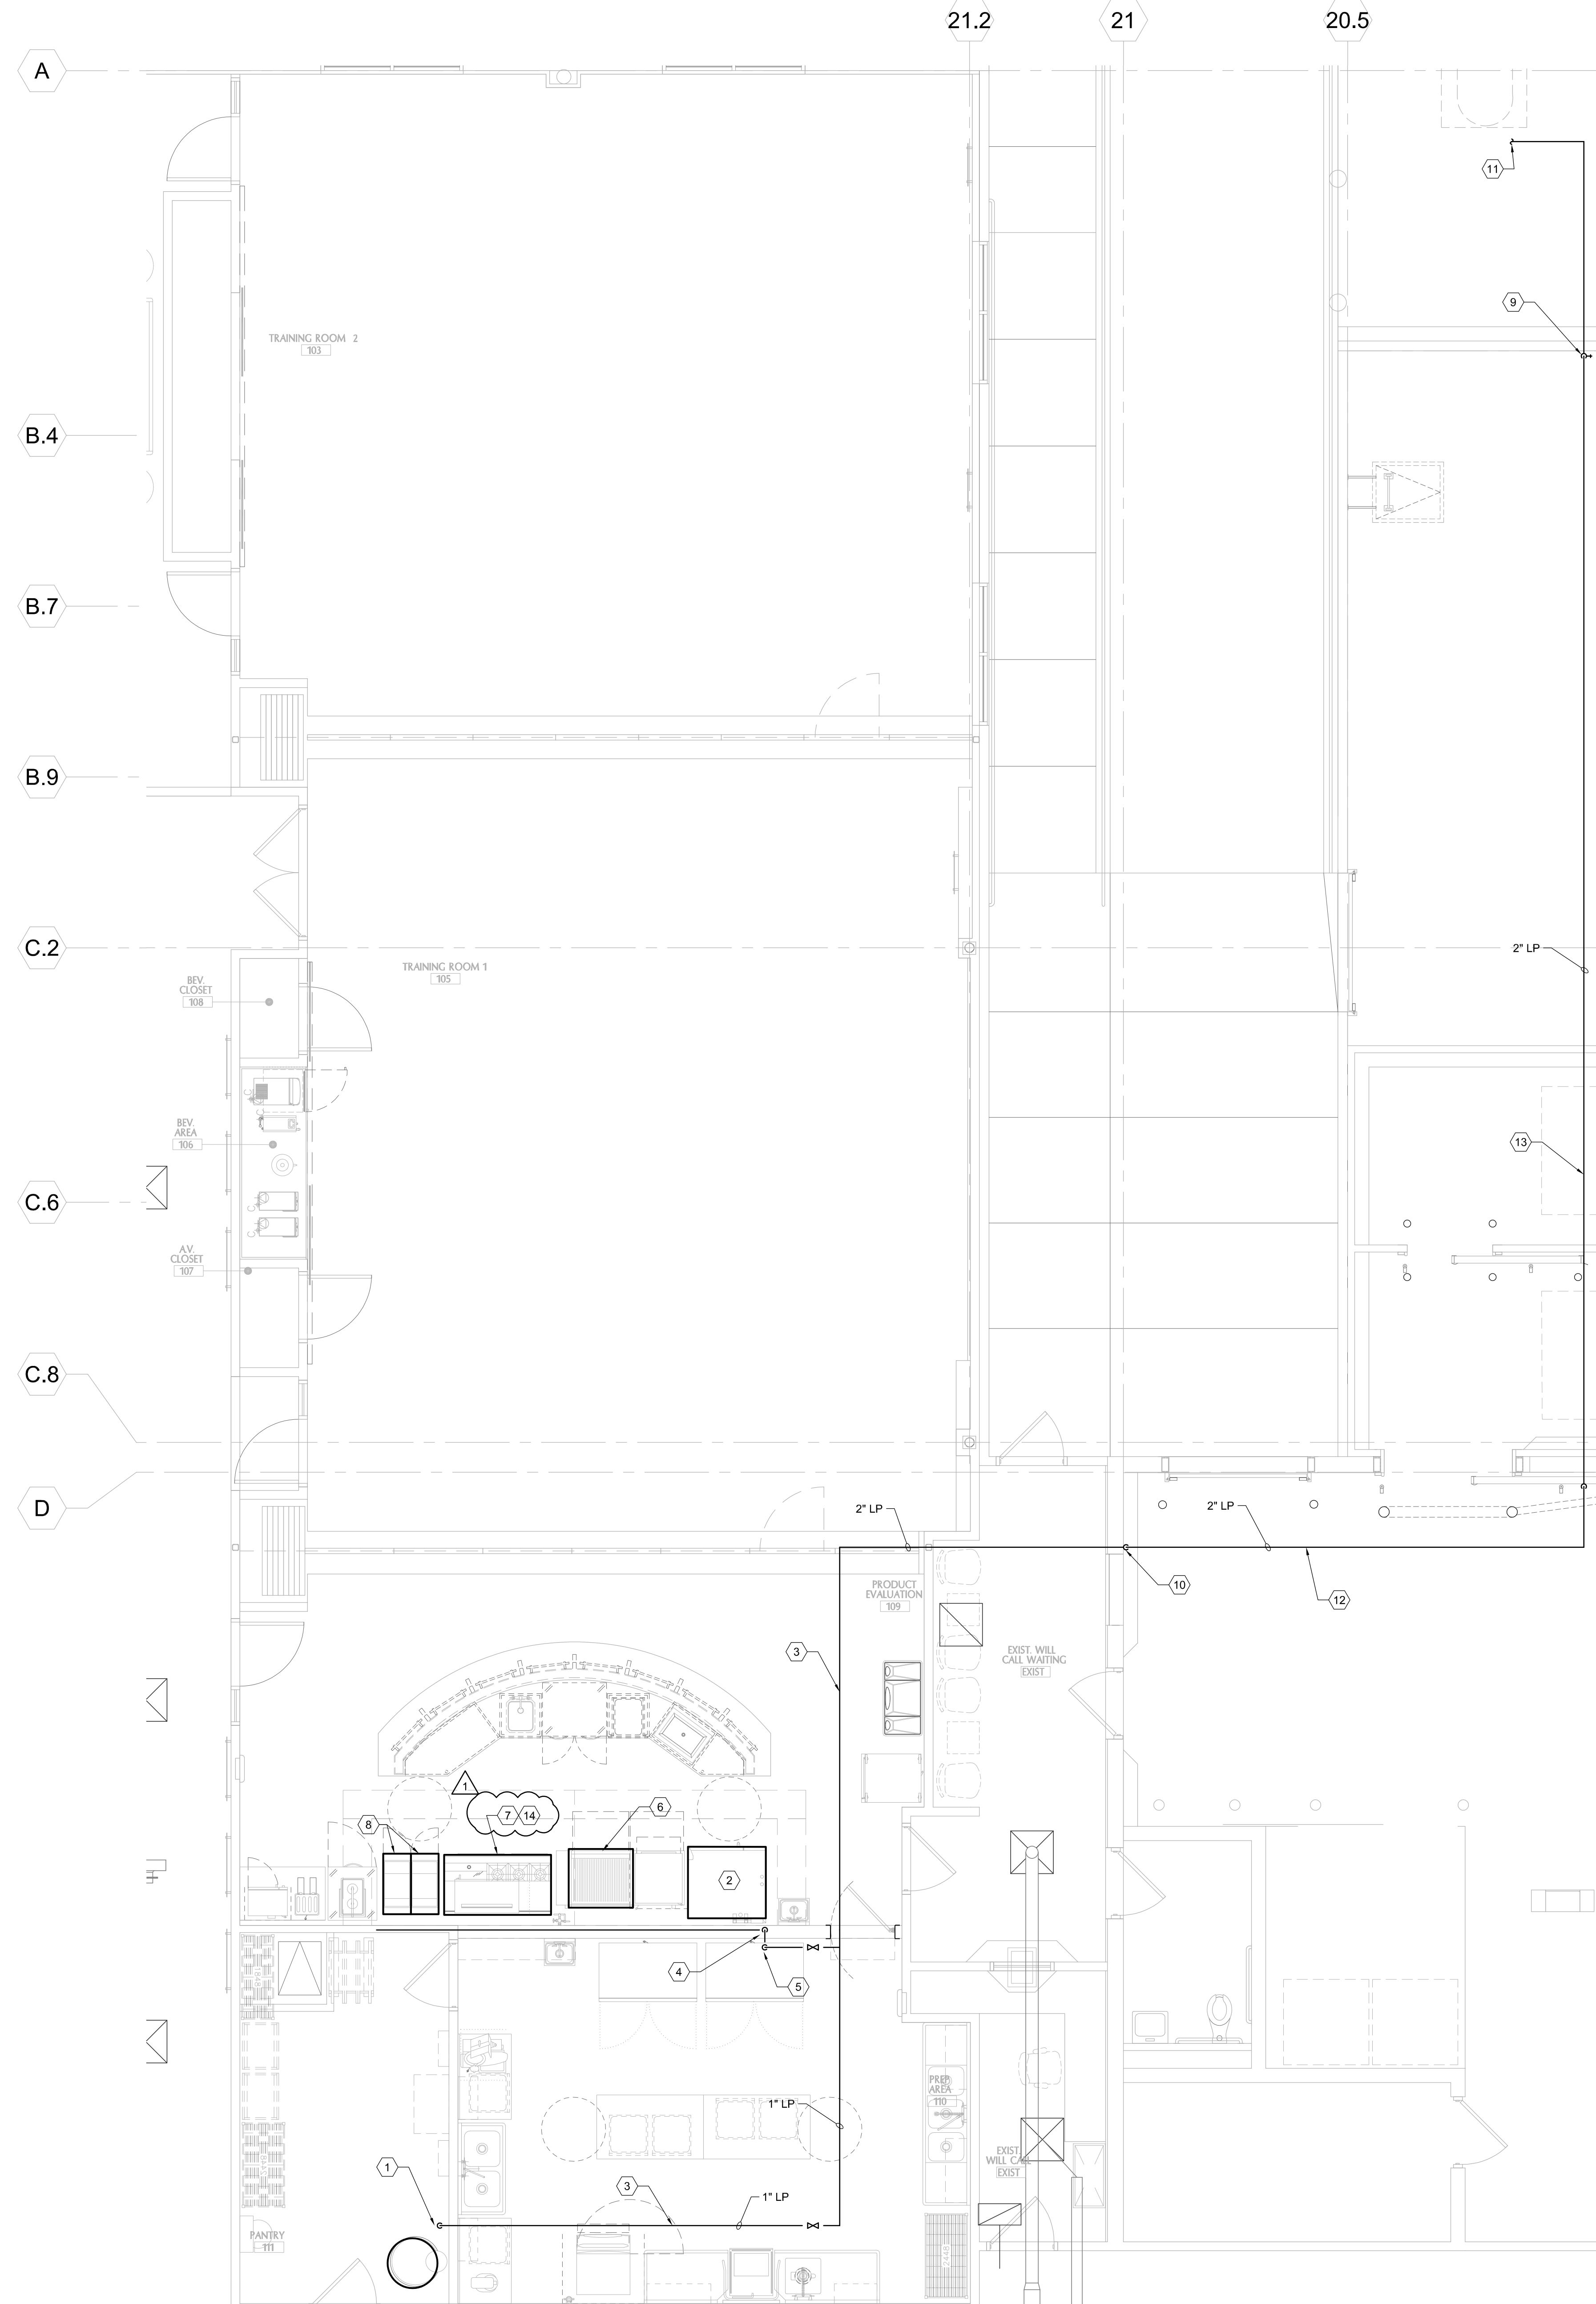 21.2
21
20.5
A
11
9
TRAINING ROOM 2
103
B.4
B.7
B.9
C.2
2" LP
TRAINING ROOM 1
105
BEV.
CLOSET
108
BEV.
AREA
106
13
C.6
A.V.
CLOSET
107
C.8
D
2" LP
2" LP
10
12
PRODUCT
EVALUATION
109
3
EXIST. WILL
CALL WAITING
EXIST
1
7
14
6
8
2
4
5
1848
PREP
AREA
110
1" LP
EXIST.
WILL CALL
EXIST
1
3
1" LP
2448
PANTRY
111
2448